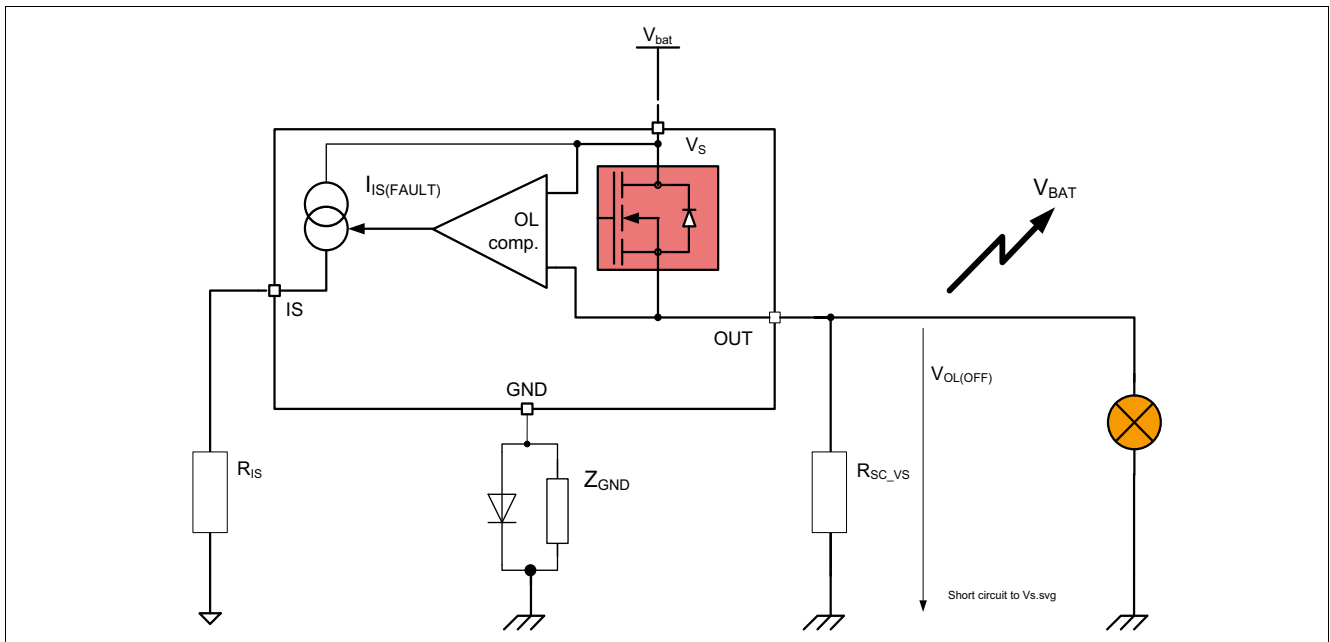 Vbat
VS
IIS(FAULT)
VBAT
OL
comp.
IS
OUT
VOL(OFF)
GND
RIS
ZGND
RSC_VS
Short circuit to Vs.svg